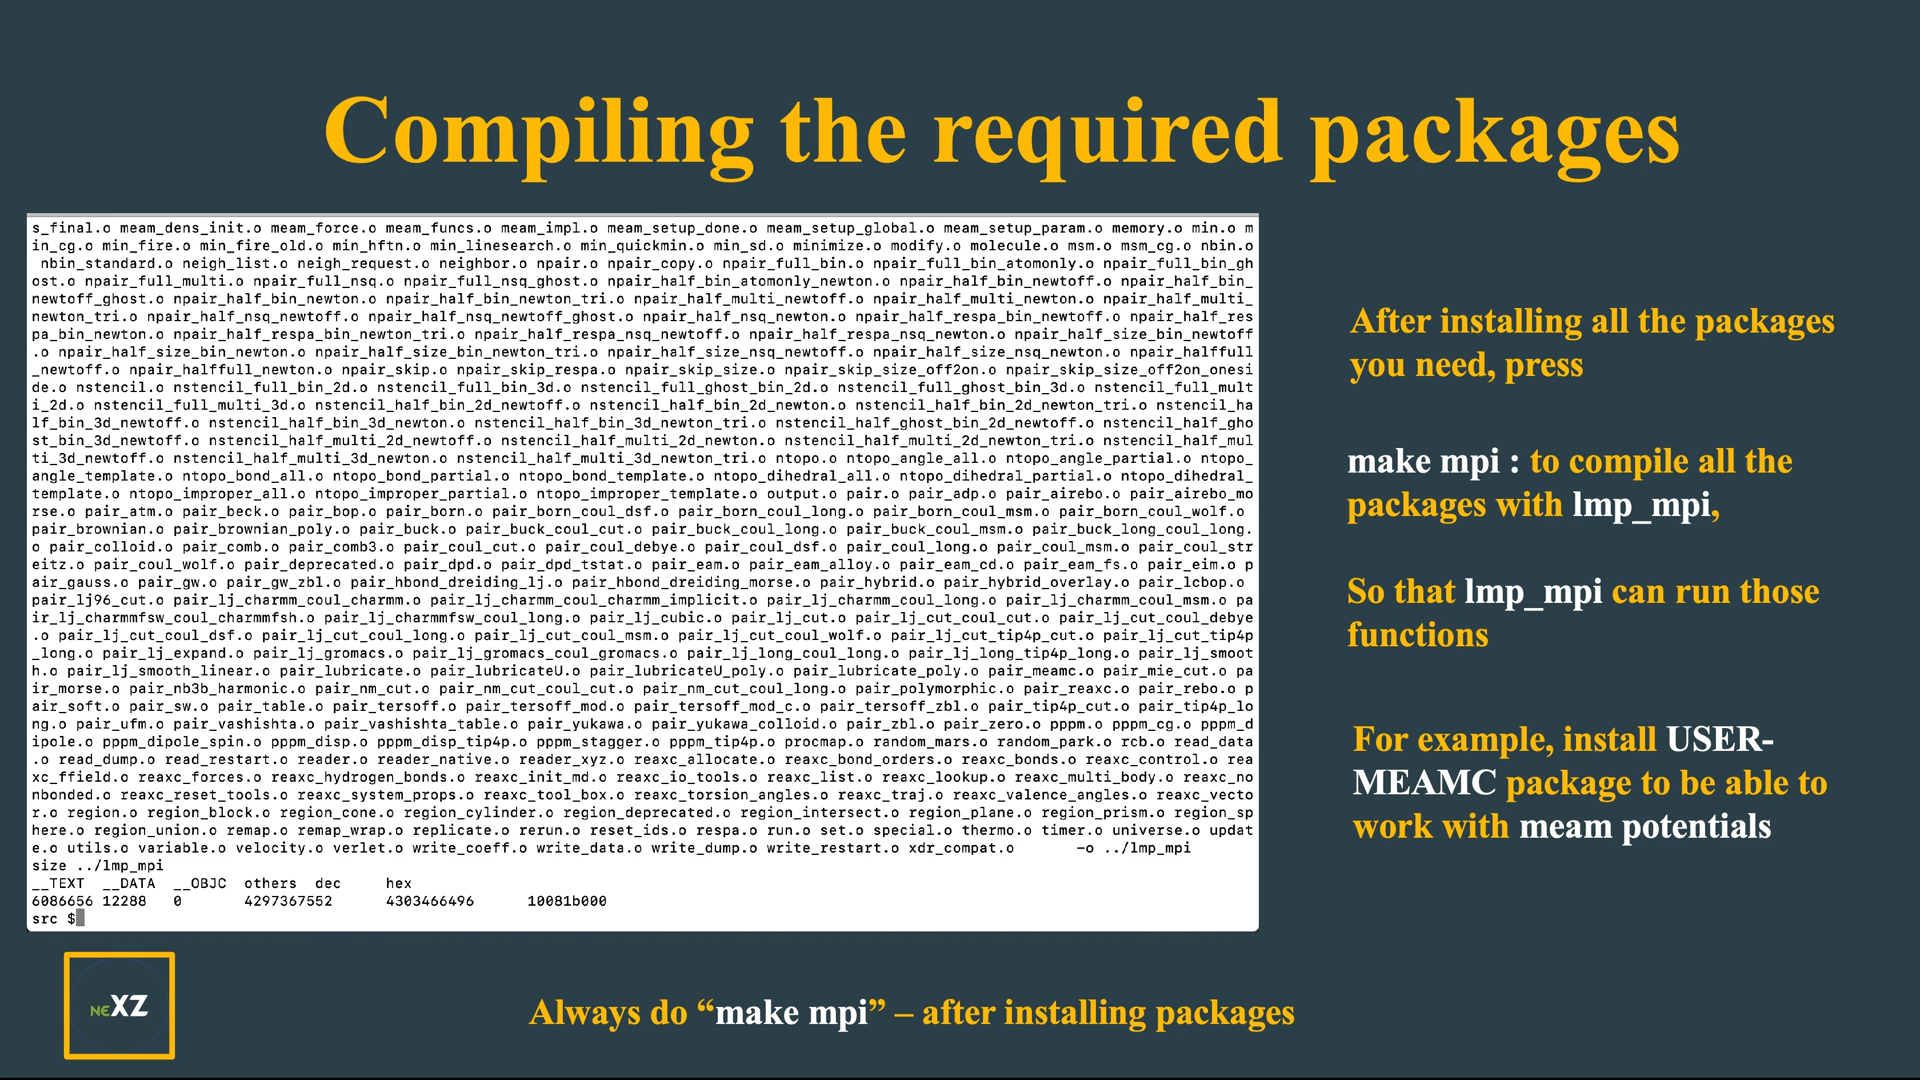 Compiling the required packages
s_final.o meam_dens_init.o meam_force.o meam_funcs.o meam_impl.o meam_setup_done.o meam_setup_global.o meam_setup_param.o memory.o min.o m
in_cg.o min_fire.o min_fire_old.o min_hftn.o min_linesearch.o min_quickmin.o min_sd.o minimize.o modify.o molecule.o msm.o msm_cg.o nbin.o
nbin_standard.o neigh_list.o neigh_request.o neighbor.o npair.o npair_copy.o npair_full_bin.o npair_full_bin_atomonly.o npair_full_bin_gh
ost.o npair_full_multi.o npair_full_nsq.o npair_full_nsq_ghost.o npair_half_bin_atomonly_newton.o npair_half_bin_newtoff.o npair_half_bin_
newtoff_ghost.o npair_half_bin_newton.o npair_half_bin_newton_tri.o npair_half_multi_newtoff.o npair_half_multi_newton.o npair_half_multi_
newton_tri.o npair_half_nsq_newtoff.o npair_half_nsq_newtoff_ghost.o npair_half_nsq_newton.o npair_half_respa_bin_newtoff.o npair_half_res
pa_bin_newton.o npair_half_respa_bin_newton_tri.o npair_half_respa_nsq_newtoff.o npair_half_respa_nsq_newton.o npair_half_size_bin_newtoff
.o npair_half_size_bin_newton.o npair_half_size_bin_newton_tri.o npair_half_size_nsq_newtoff.o npair_half_size_nsq_newton.o npair_halffull
_newtoff.o npair_halffull_newton.o npair_skip.o npair_skip_respa.o npair_skip_size.o npair_skip_size_off2on.o npair_skip_size_off2on_onesi
de.o nstencil.o nstencil_full_bin_2d.o nstencil_full_bin_3d.o nstencil_full_ghost_bin_2d.o nstencil_full_ghost_bin_3d.o nstencil_full_mult
i_2d.o nstencil_full_multi_3d.o nstencil_half_bin_2d_newtoff.o nstencil_half_bin_2d_newton.o nstencil_half_bin_2d_newton_tri.o nstencil_ha
lf_bin_3d_newtoff.o nstencil_half_bin_3d_newton.o nstencil_half_bin_3d_newton_tri.o nstencil_half_ghost_bin_2d_newtoff.o nstencil_half_gho
st_bin_3d_newtoff.o nstencil_half_multi_2d_newtoff.o nstencil_half_multi_2d_newton.o nstencil_half_multi_2d_newton_tri.o nstencil_half_mul
ti_3d_newtoff.o nstencil_half_multi_3d_newton.o nstencil_half_multi_3d_newton_tri.o ntopo.o ntopo_angle_all.o ntopo_angle_partial.o ntopo_
angle_template.o ntopo_bond_all.o ntopo_bond_partial.o ntopo_bond_template.o ntopo_dihedral_all.o ntopo_dihedral_partial.o ntopo_dihedral_
template.o ntopo_improper_all.o ntopo_improper_partial.o ntopo_improper_template.o output.o pair.o pair_adp.o pair_airebo.o pair_airebo_mo
rse.o pair_atm.o pair_beck.o pair_bop.o pair_born.o pair_born_coul_dsf.o pair_born_coul_long.o pair_born_coul_msm.o pair_born_coul_wolf.o
pair_brownian.o pair_brownian_poly.o pair_buck.o pair_buck_coul_cut.o pair_buck_coul_long.o pair_buck_coul_msm.o pair_buck_long_coul_long.
o pair_colloid.o pair_comb.o pair_comb3.o pair_coul_cut.o pair_coul_debye.o pair_coul_dsf.o pair_coul_long.o pair_coul_msm.o pair_coul_str
eitz.o pair_coul_wolf.o pair_deprecated.o pair_dpd.o pair_dpd_tstat.o pair_eam.o pair_eam_alloy.o pair_eam_cd.o pair_eam_fs.o pair_eim.o p
air_gauss.o pair_gw.o pair_gw_zbl.o pair_hbond_dreiding_lj.o pair_hbond_dreiding_morse.o pair_hybrid.o pair_hybrid_overlay.o pair_lcbop.o
pair_lj96_cut.o pair_lj_charmm_coul_charmm.o pair_lj_charmm_coul_charmm_implicit.o pair_lj_charmm_coul_long.o pair_lj_charmm_coul_msm.o pa
ir_lj_charmmfsw_coul_charmmfsh.o pair_lj_charmmfsw_coul_long.o pair_lj_cubic.o pair_lj_cut.o pair_lj_cut_coul_cut.o pair_lj_cut_coul_debye
.o pair_lj_cut_coul_dsf.o pair_lj_cut_coul_long.o pair_lj_cut_coul_msm.o pair_lj_cut_coul_wolf.o pair_lj_cut_tip4p_cut.o pair_lj_cut_tip4p
_long.o pair_lj_expand.o pair_lj_gromacs.o pair_lj_gromacs_coul_gromacs.o pair_lj_long_coul_long.o pair_lj_long_tip4p_long.o pair_lj_smoot
h.o pair_lj_smooth_linear.o pair_lubricate.o pair_lubricateU.o pair_lubricateU_poly.o pair_lubricate_poly.o pair_meamc.o pair_mie_cut.o pa
ir_morse.o pair_nb3b_harmonic.o pair_nm_cut.o pair_nm_cut_coul_cut.o pair_nm_cut_coul_long.o pair_polymorphic.o pair_reaxc.o pair_rebo.o p
air_soft.o pair_sw.o pair_table.o pair_tersoff.o pair_tersoff_mod.o pair_tersoff_mod_c.o pair_tersoff_zbl.o pair_tip4p_cut.o pair_tip4p_lo
ng.o pair_ufm.o pair_vashishta.o pair_vashishta_table.o pair_yukawa.o pair_yukawa_colloid.o pair_zbl.o pair_zero.o pppm.o pppm_cg.o pppm_d
ipole.o pppm_dipole_spin.o pppm_disp.o pppm_disp_tip4p.o pppm_stagger.o pppm_tip4p.o procmap.o random_mars.o random_park.o rcb.o read_data
.o read_dump.o read_restart.o reader.o reader_native.o reader_xyz.o reaxc_allocate.o reaxc_bond_orders.o reaxc_bonds.o reaxc_control.o rea
xc_ffield.o reaxc_forces.o reaxc_hydrogen_bonds.o reaxc_init_md.o reaxc_io_tools.o reaxc_list.o reaxc_lookup.o reaxc_multi_body.o reaxc_no
nbonded.o reaxc_reset_tools.o reaxc_system_props.o reaxc_tool_box.o reaxc_torsion_angles.o reaxc_traj.o reaxc_valence_angles.o reaxc_vecto
r.o region.o region_block.o region_cone.o region_cylinder.o region_deprecated.o region_intersect.o region_plane.o region_prism.o region_sp
here.o region_union.o remap.o remap_wrap.o replicate.o rerun.o reset_ids.o respa.o run.o set.o special.o thermo.o timer.o universe.o updat
e.o utils.o variable.o velocity.o verlet.o write_coeff.o write_data.o write_dump.o write_restart.o xdr_compat.o -o ../lmp_mpi
size ../lmp_mpi
__TEXT __DATA __OBJC others dec hex
6086656 12288 0 4297367552 4303466496 10081b000
src $
After installing all the packages
you need, press
make mpi : to compile all the
packages with lmp_mpi,
So that lmp_mpi can run those
functions
For example, install USER-
MEAMC package to be able to
work with meam potentials
neXZ
Always do “make mpi” – after installing packages